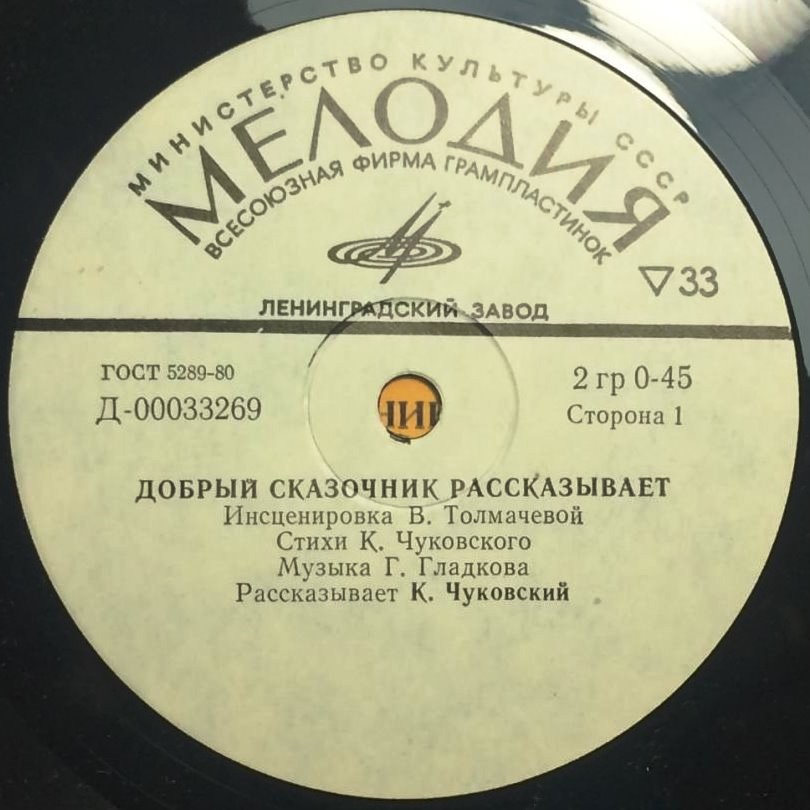 МИНИСТЕРСТВО КУЛЬТУРЫ СССР
МЕЛОДИЯ
ВСЕСОЮЗНАЯ ФИРМА ГРАМПЛАСТИНОК
▽33
ЛЕНИНГРАДСКИЙ ЗАВОД
ГОСТ 5289-80
2 гр 0-45
Д-00033269
Сторона 1
ДОБРЫЙ СКАЗОЧНИК РАССКАЗЫВАЕТ
Инсценировка В. Толмачевой
Стихи К. Чуковского
Музыка Г. Гладкова
Рассказывает К. Чуковский